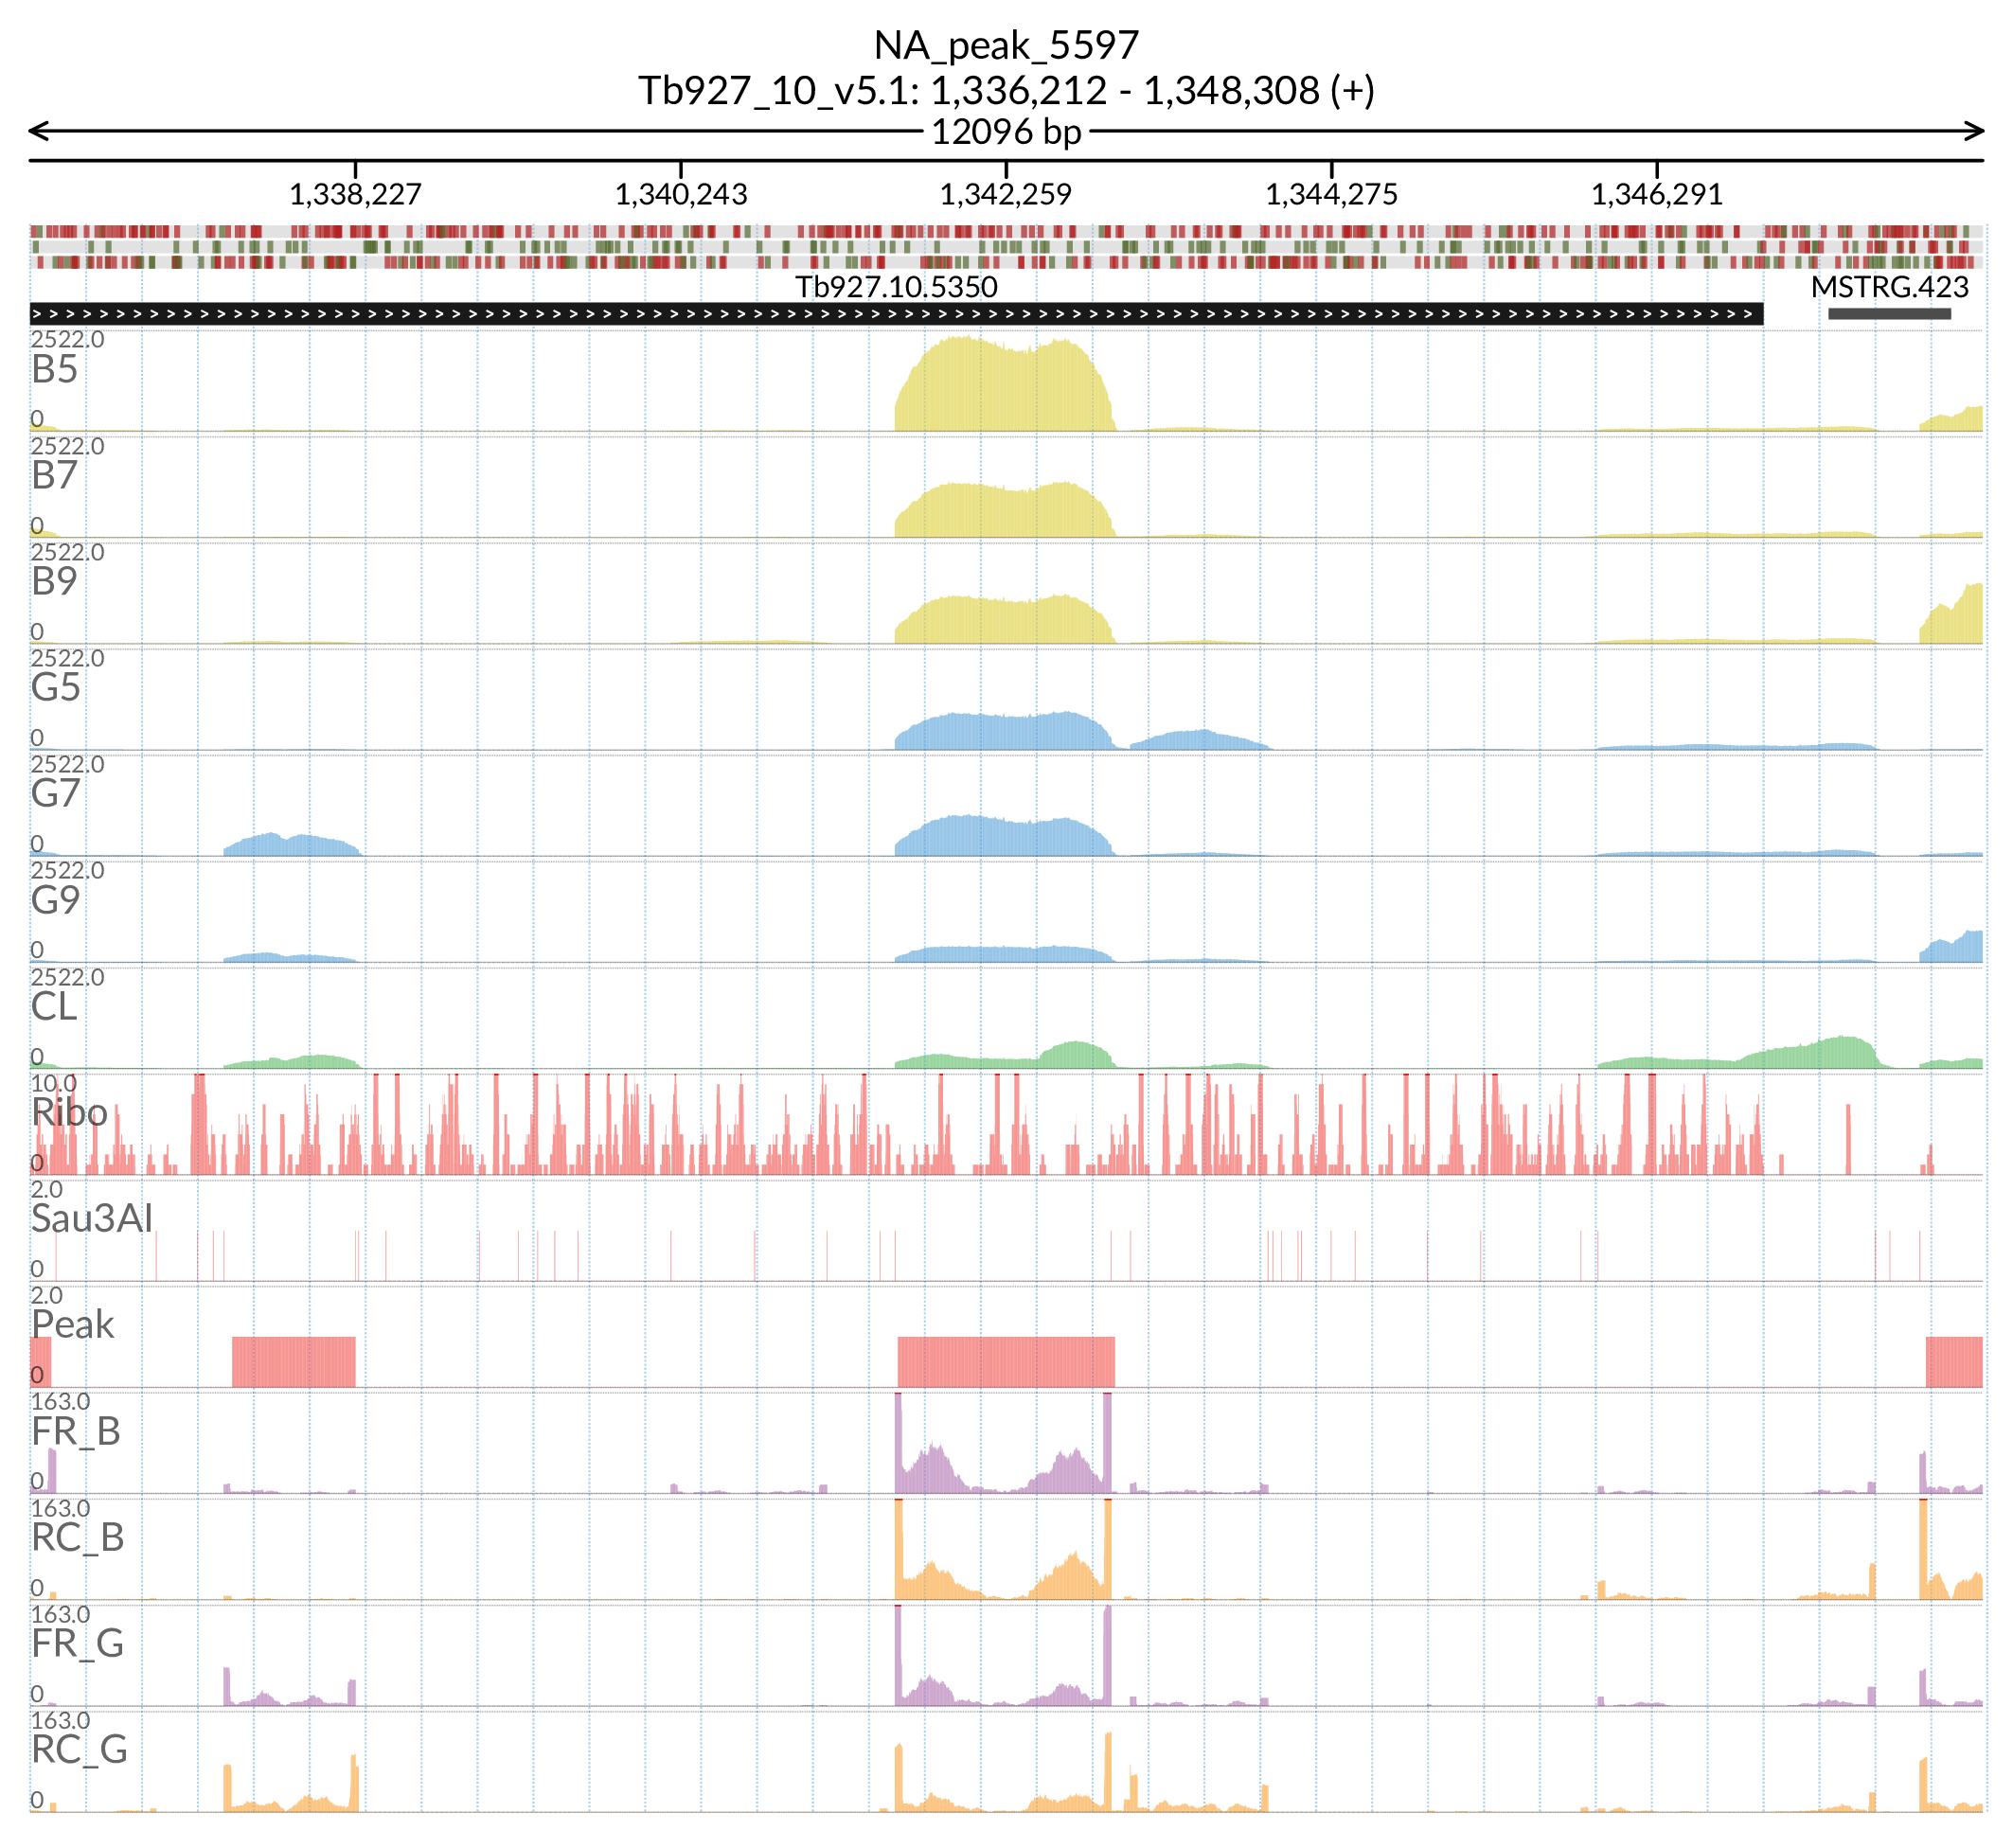 NA_peak_5597
Tb927_10_v5.1: 1,336,212 - 1,348,308 (+)
12096 bp
1,338,227 1,340,243 1,342,259 1,344,275 1,346,291
Tb927.10.5350 MSTRG.423
2522.0
B5
0
2522.0
B7
0
2522.0
B9
0
2522.0
G5
0
2522.0
G7
0
2522.0
G9
0
2522.0
CL
0
10.0
Ribo
0
2.0
Sau3AI
0
2.0
Peak
0
163.0
FR_B
0
163.0
RC_B
0
163.0
FR_G
0
163.0
RC_G
0